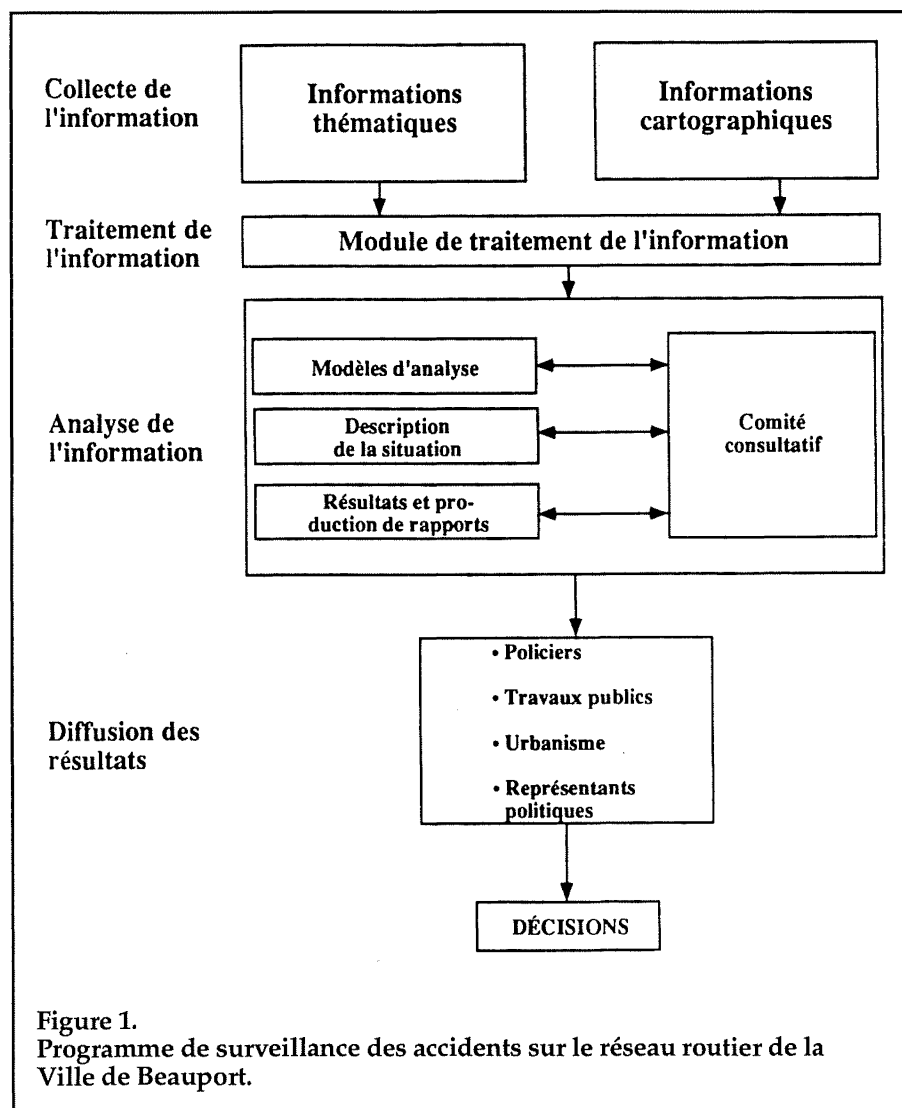 Collecte de
l'information
Informations
thématiques
Informations
cartographiques
Traitement de
l'information
Module de traitement de l'information
Analyse de
l'information
Modèles d'analyse
Description
de la situation
Résultats et pro-
duction de rapports
Comité
consultatif
Diffusion des
résultats
• Policiers
• Travaux publics
• Urbanisme
• Représentants
politiques
DÉCISIONS
Figure 1.
Programme de surveillance des accidents sur le réseau routier de la
Ville de Beauport.